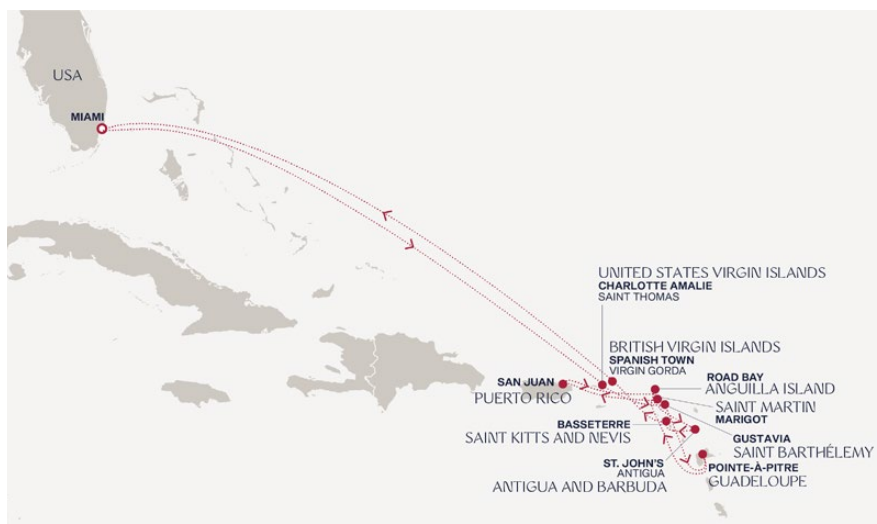 USA
MIAMI
UNITED STATES VIRGIN ISLANDS
CHARLOTTE AMALIE
SAINT THOMAS
BRITISH VIRGIN ISLANDS
SPANISH TOWN
VIRGIN GORDA
SAN JUAN
PUERTO RICO
ROAD BAY
ANGUILLA ISLAND
SAINT MARTIN
MARIGOT
BASSETERRE
SAINT KITTS AND NEVIS
GUSTAVIA
SAINT BARTHÉLEMY
ST. JOHN'S
ANTIGUA
ANTIGUA AND BARBUDA
POINTE-À-PITRE
GUADELOUPE